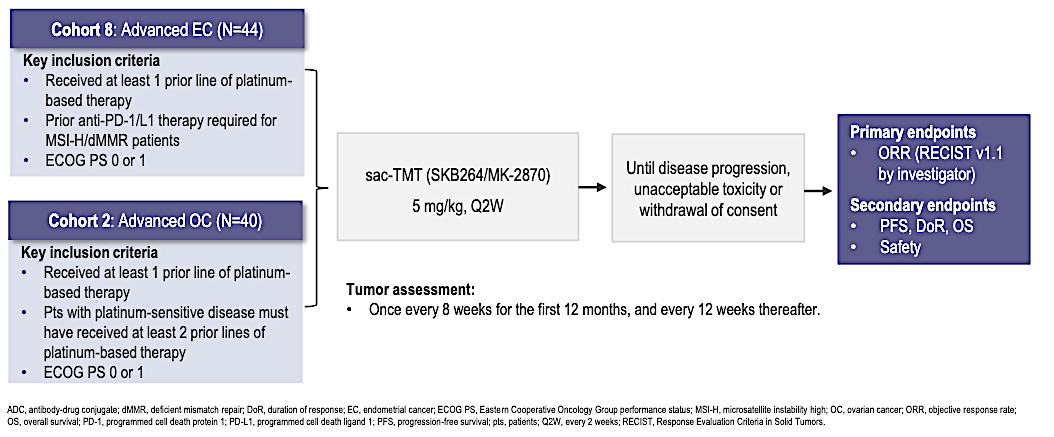 Cohort 8: Advanced EC (N=44)
Key inclusion criteria
• Received at least 1 prior line of platinum-
based therapy
• Prior anti-PD-1/L1 therapy required for
MSI-H/dMMR patients
• ECOG PS 0 or 1
Cohort 2: Advanced OC (N=40)
Key inclusion criteria
• Received at least 1 prior line of platinum-
based therapy
• Pts with platinum-sensitive disease must
have received at least 2 prior lines of
platinum-based therapy
• ECOG PS 0 or 1
sac-TMT (SKB264/MK-2870)
5 mg/kg, Q2W
Until disease progression,
unacceptable toxicity or
withdrawal of consent
Primary endpoints
• ORR (RECIST v1.1
by investigator)
Secondary endpoints
• PFS, DoR, OS
• Safety
Tumor assessment:
• Once every 8 weeks for the first 12 months, and every 12 weeks thereafter.
ADC, antibody-drug conjugate; dMMR, deficient mismatch repair; DoR, duration of response; EC, endometrial cancer; ECOG PS, Eastern Cooperative Oncology Group performance status; MSI-H, microsatellite instability high; OC, ovarian cancer; ORR, objective response rate;
OS, overall survival; PD-1, programmed cell death protein 1; PD-L1, programmed cell death ligand 1; PFS, progression-free survival; pts, patients; Q2W, every 2 weeks; RECIST, Response Evaluation Criteria in Solid Tumors.